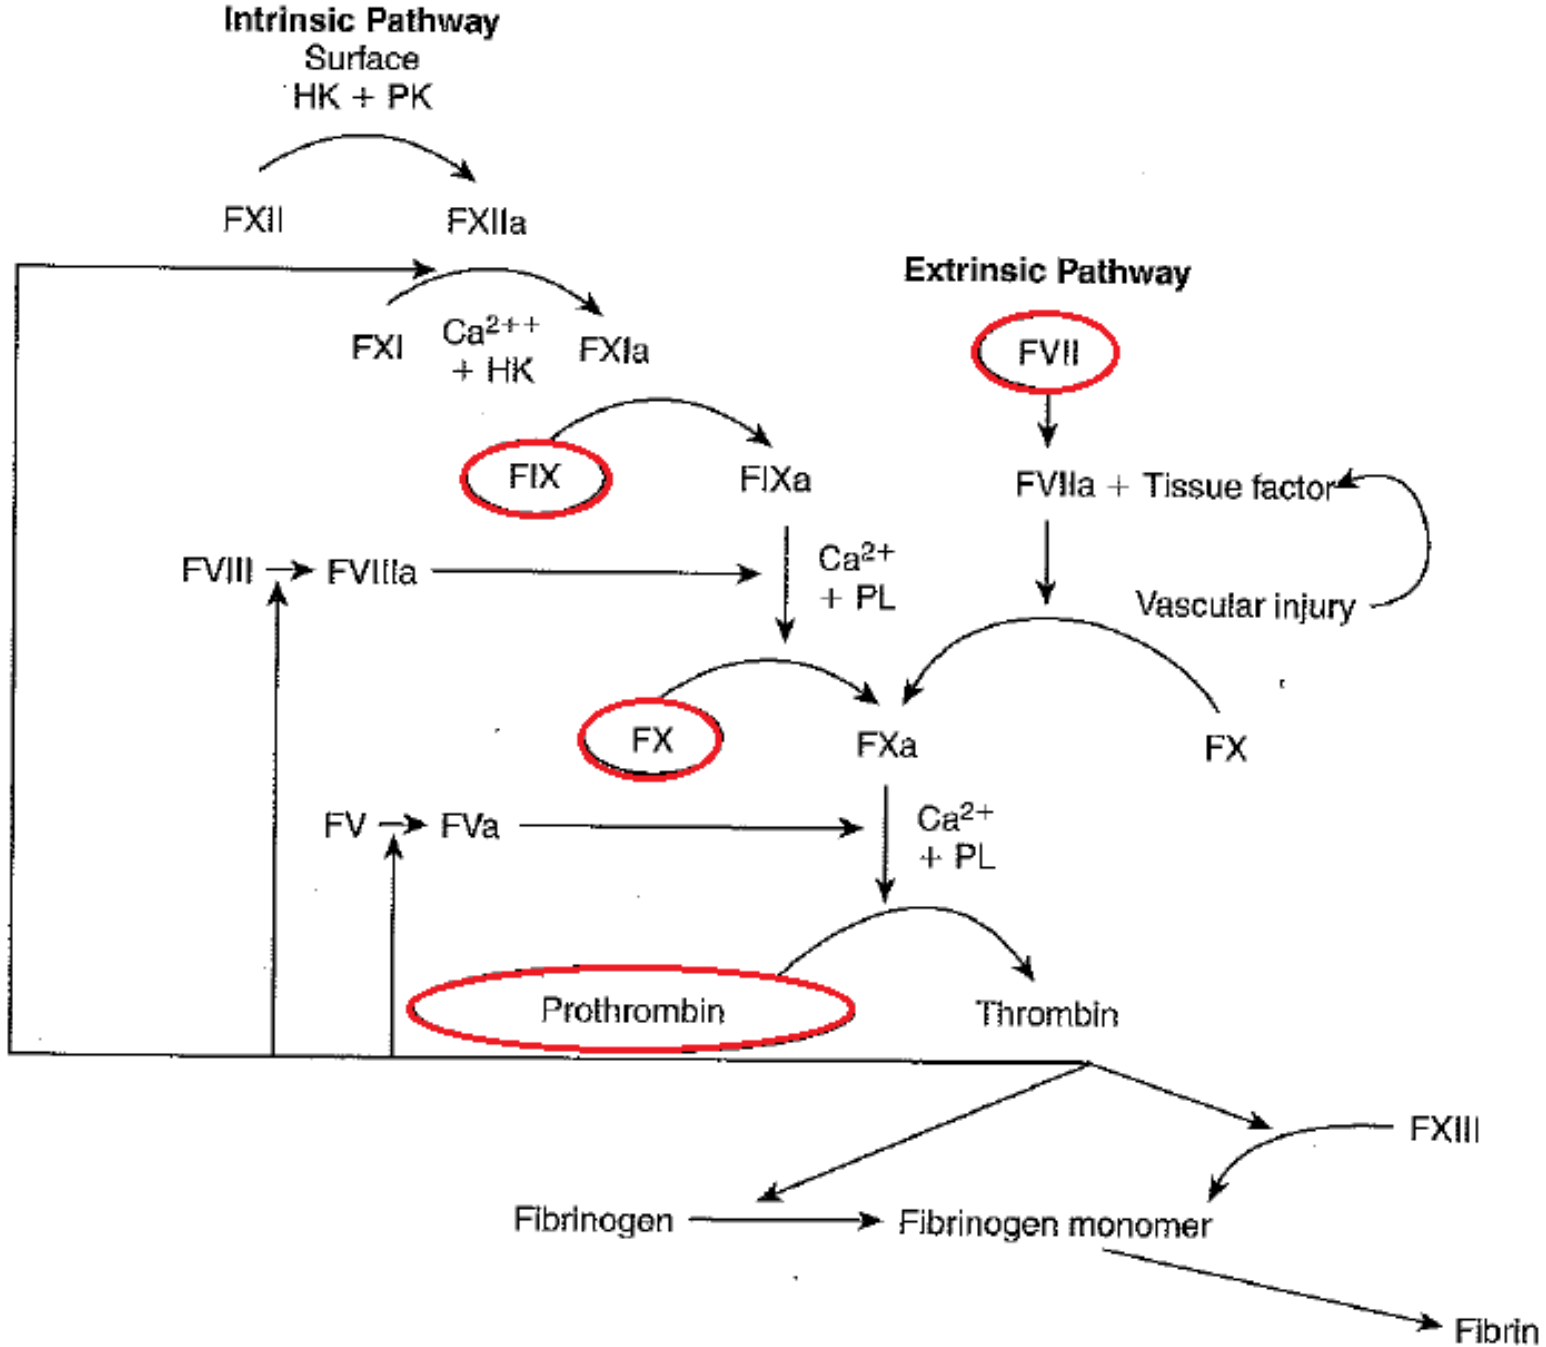 Intrinsic Pathway
Surface
HK + PK
FXII
FXIIa
Extrinsic Pathway
FXI
Ca2++
+ HK
FXIa
FVII
FIX
FIXa
FVIIa + Tissue factor
FVIII
FVIIIa
Ca2+
+ PL
Vascular injury
FX
FXa
FX
FV
FVa
Ca2+
+ PL
Prothrombin
Thrombin
FXIII
Fibrinogen
Fibrinogen monomer
Fibrin